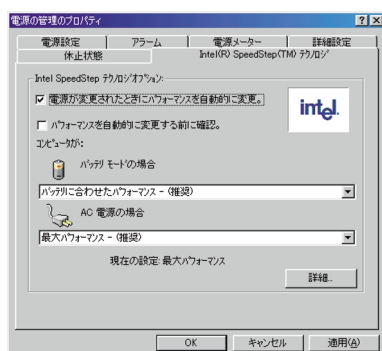 電源の管理のプロパティ
電源設定 アラーム 電源メーター 詳細設定
休止状態 Intel(R) SpeedStep(TM) テクノロジ
Intel SpeedStep テクノロジ オプション:
電源が変更されたときにパフォーマンスを自動的に変更。
intel.
パフォーマンスを自動的に変更する前に確認。
コンピュータが:
バッテリ モードの場合
バッテリに合わせたパフォーマンス - (推奨)
AC 電源の場合
最大パフォーマンス - (推奨)
現在の設定: 最大パフォーマンス
詳細...
OK キャンセル 適用(A)